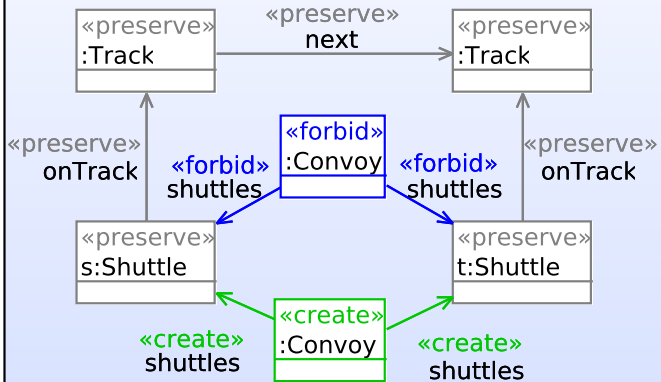 «preserve»
:Track
«preserve»
next
«preserve»
:Track
«preserve»
onTrack
«forbid»
shuttles
«forbid»
:Convoy
«forbid»
shuttles
«preserve»
onTrack
«preserve»
s:Shuttle
«preserve»
t:Shuttle
«create»
shuttles
«create»
:Convoy
«create»
shuttles